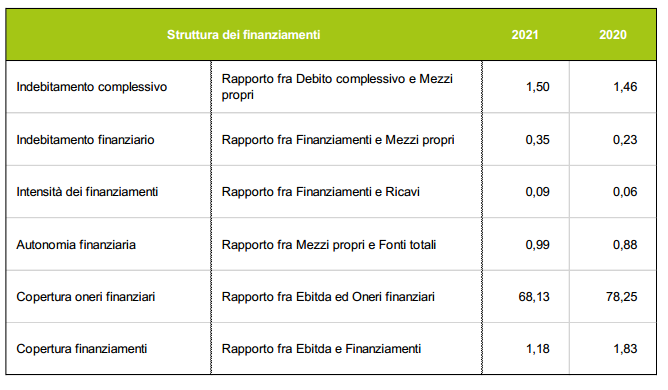 Struttura dei finanziamenti 2021 2020
Indebitamento complessivo Rapporto fra Debito complessivo e Mezzi
propri 1,50 1,46
Indebitamento finanziario Rapporto fra Finanziamenti e Mezzi propri 0,35 0,23
Intensità dei finanziamenti Rapporto fra Finanziamenti e Ricavi 0,09 0,06
Autonomia finanziaria Rapporto fra Mezzi propri e Fonti totali 0,99 0,88
Copertura oneri finanziari Rapporto fra Ebitda ed Oneri finanziari 68,13 78,25
Copertura finanziamenti Rapporto fra Ebitda e Finanziamenti 1,18 1,83